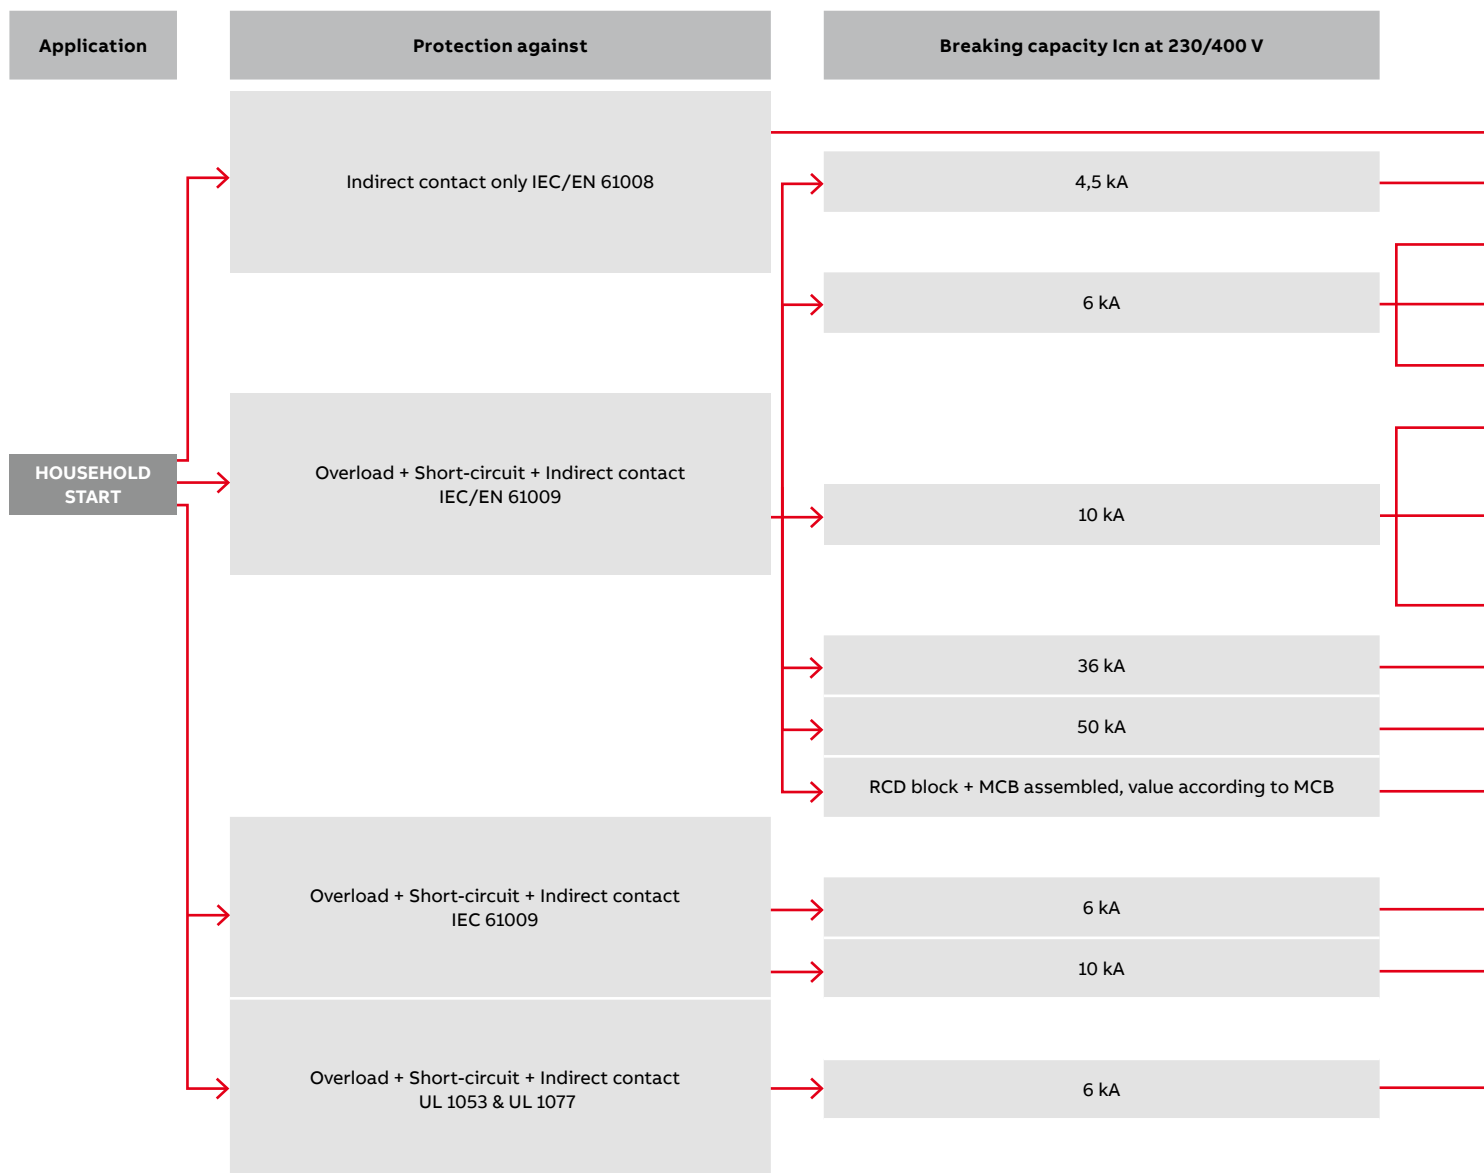 Application
Protection against
Breaking capacity Icn at 230/400 V
Indirect contact only IEC/EN 61008
4,5 kA
6 kA
HOUSEHOLD
START
Overload + Short-circuit + Indirect contact
IEC/EN 61009
10 kA
36 kA
50 kA
RCD block + MCB assembled, value according to MCB
Overload + Short-circuit + Indirect contact
IEC 61009
6 kA
10 kA
Overload + Short-circuit + Indirect contact
UL 1053 & UL 1077
6 kA